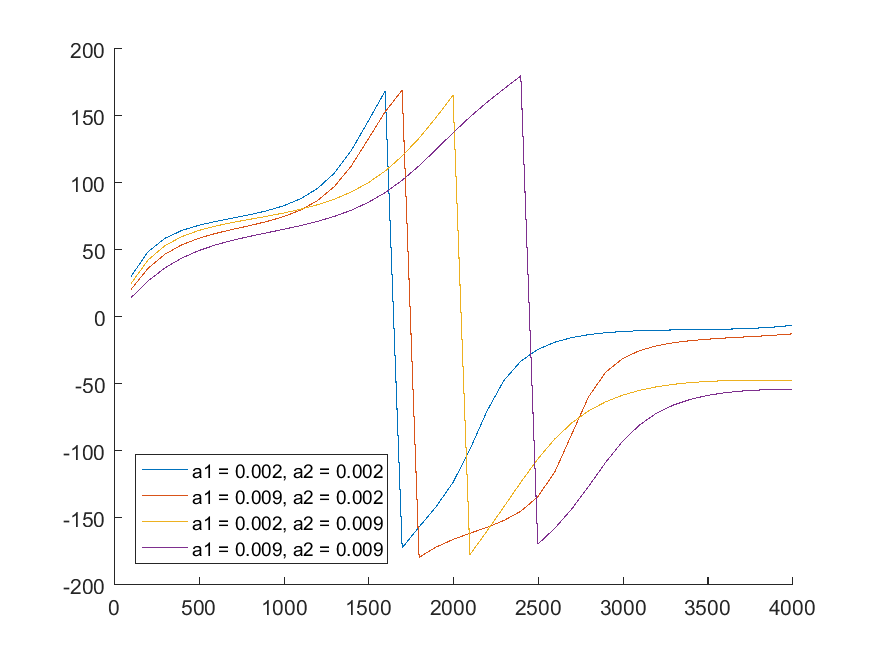 200
150
100
50
0
-50
-100
-150
-200
a1 = 0.002, a2 = 0.002
a1 = 0.009, a2 = 0.002
a1 = 0.002, a2 = 0.009
a1 = 0.009, a2 = 0.009
0 500 1000 1500 2000 2500 3000 3500 4000